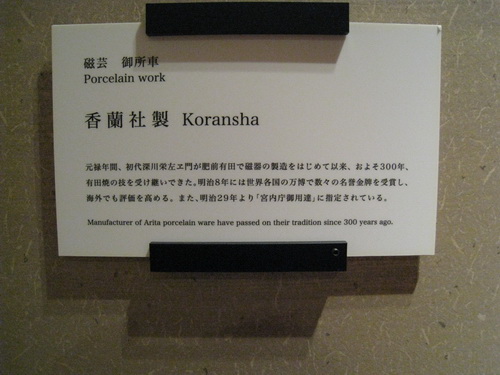 磁芸　御所車
Porcelain work
香蘭社製 Koransha
元禄年間、初代深川栄左ヱ門が肥前有田で磁器の製造をはじめて以来、およそ300年、
有田焼の技を受け継いできた。明治8年には世界各国の万博で数々の名誉金牌を受賞し、
海外でも評価を高める。また、明治29年より「宮内庁御用達」に指定されている。
Manufacturer of Arita porcelain ware have passed on their tradition since 300 years ago.